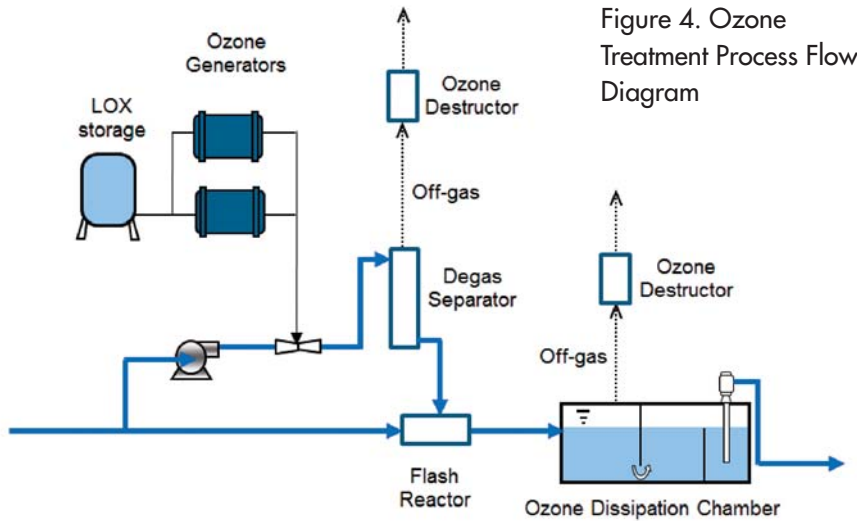 Figure 4. Ozone
Treatment Process Flow
Diagram
Ozone
Generators
LOX
storage
Ozone
Destructor
Off-gas
Degas
Separator
Ozone
Destructor
Off-gas
Flash
Reactor
Ozone Dissipation Chamber